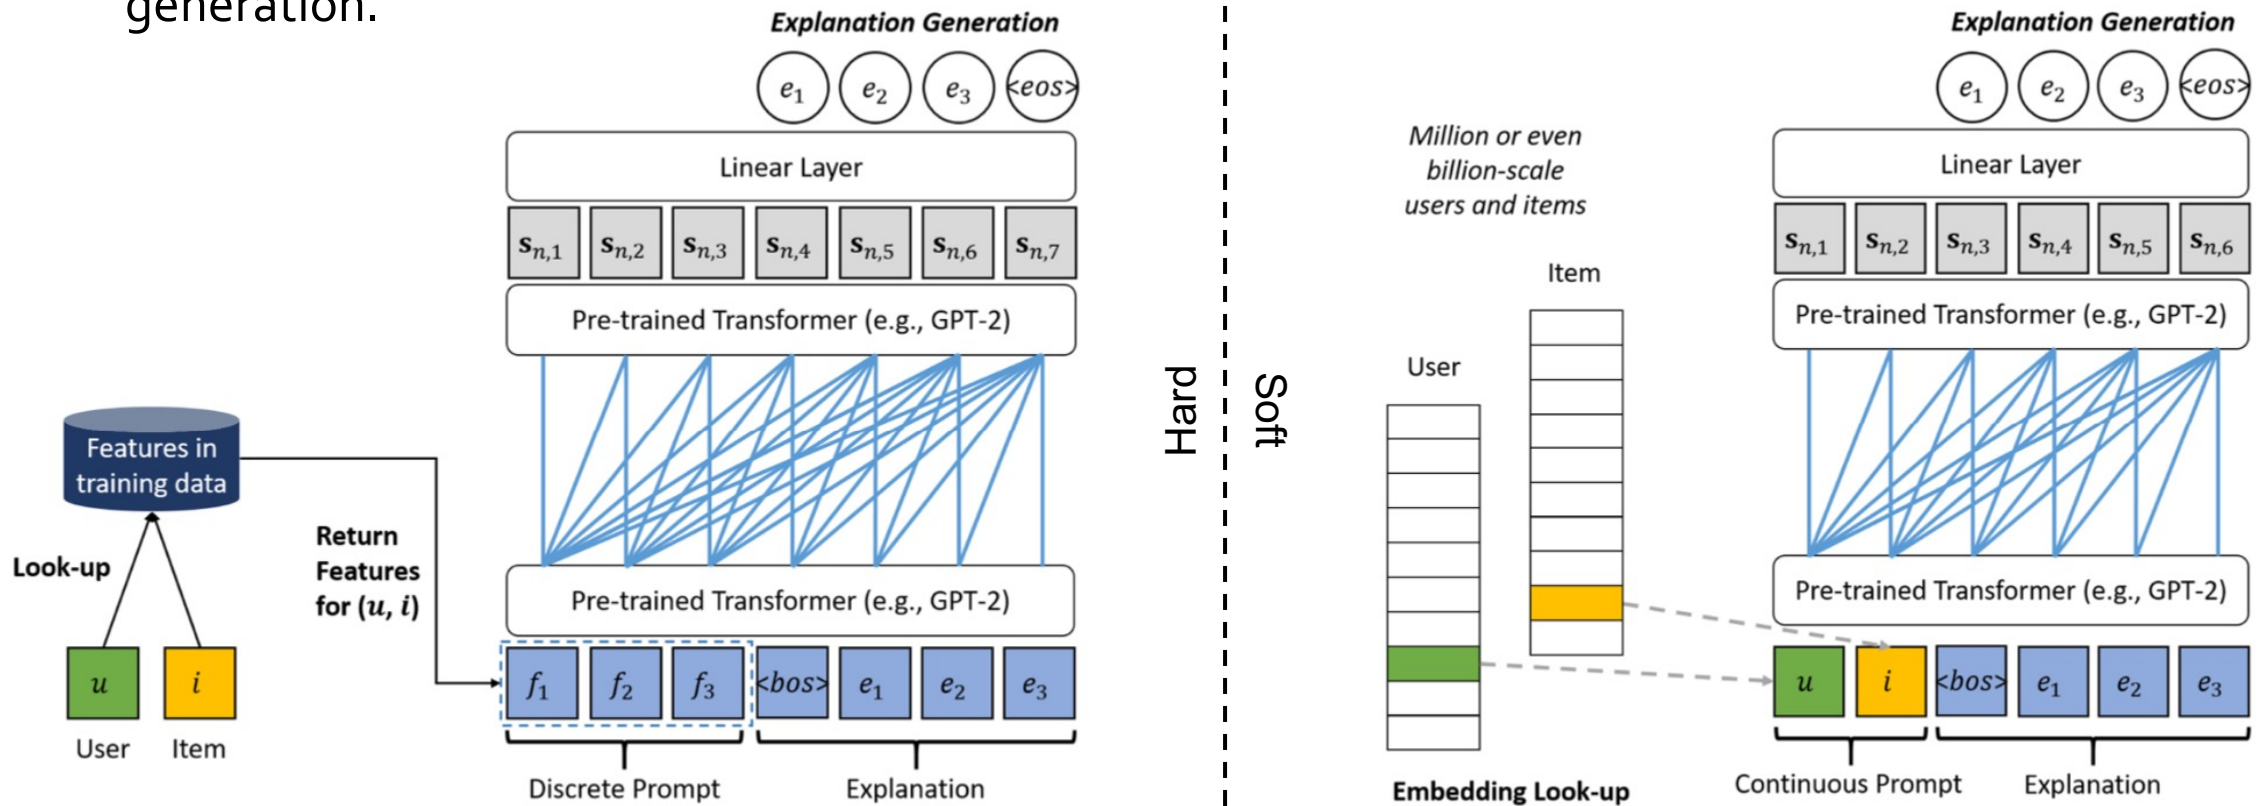 generation.
Explanation Generation
e1 e2 e3 <eos>
Linear Layer
sn,1 sn,2 sn,3 sn,4 sn,5 sn,6 sn,7
Pre-trained Transformer (e.g., GPT-2)
Features in
training data
Look-up
Return
Features
for (u, i)
Pre-trained Transformer (e.g., GPT-2)
u i
User Item
f1 f2 f3 <bos> e1 e2 e3
Discrete Prompt Explanation
Hard
Soft
Explanation Generation
e1 e2 e3 <eos>
Million or even
billion-scale
users and items
Linear Layer
sn,1 sn,2 sn,3 sn,4 sn,5 sn,6
Item
Pre-trained Transformer (e.g., GPT-2)
User
Pre-trained Transformer (e.g., GPT-2)
u i <bos> e1 e2 e3
Continuous Prompt Explanation
Embedding Look-up